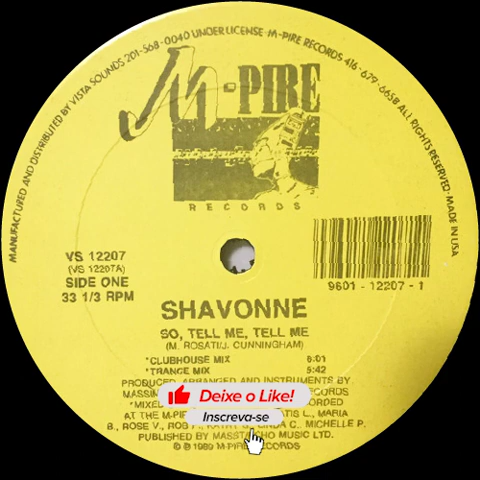 MANUFACTURED AND DISTRIBUTED BY VISTA SOUNDS 201-568-0040 UNDER LICENSE M-PIRE RECORDS 416-679-6658 ALL RIGHTS RESERVED·MADE IN USA
M-PIRE
RECORDS
VS 12207
(VS 12207A)
SIDE ONE
33 1/3 RPM
9601-12207-1
SHAVONNE
SO, TELL ME, TELL ME
(M. ROSATI/J. CUNNINGHAM)
*CLUBHOUSE MIX 6:01
*TRANCE MIX 5:42
PRODUCED, ARRANGED AND INSTRUMENTS BY
RECORDS
Deixe o Like!
*MIXED
AT THE M-PI L., MARIA
Inscreva-se
B., ROSE V., C., MICHELLE P.
PUBLISHED BY MUSIC LTD.
© ℗ 1989 M-PIRE RECORDS